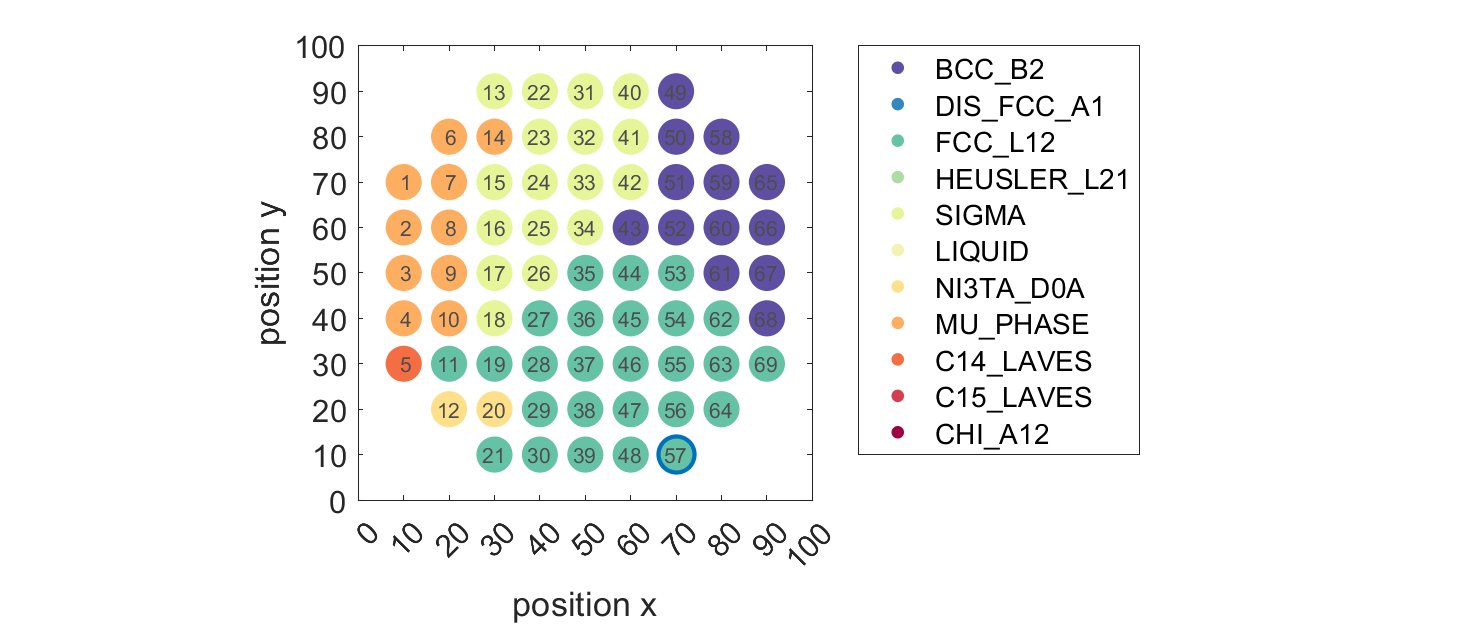 100
90
80
70
60
50
40
30
20
10
0
position y
13 22 31 40 49
6 14 23 32 41 50 58
1 7 15 24 33 42 51 59 65
2 8 16 25 34 43 52 60 66
3 9 17 26 35 44 53 61 67
4 10 18 27 36 45 54 62 68
5 11 19 28 37 46 55 63 69
12 20 29 38 47 56 64
21 30 39 48 57
0 10 20 30 40 50 60 70 80 90 100
position x
BCC_B2
DIS_FCC_A1
FCC_L12
HEUSLER_L21
SIGMA
LIQUID
NI3TA_D0A
MU_PHASE
C14_LAVES
C15_LAVES
CHI_A12